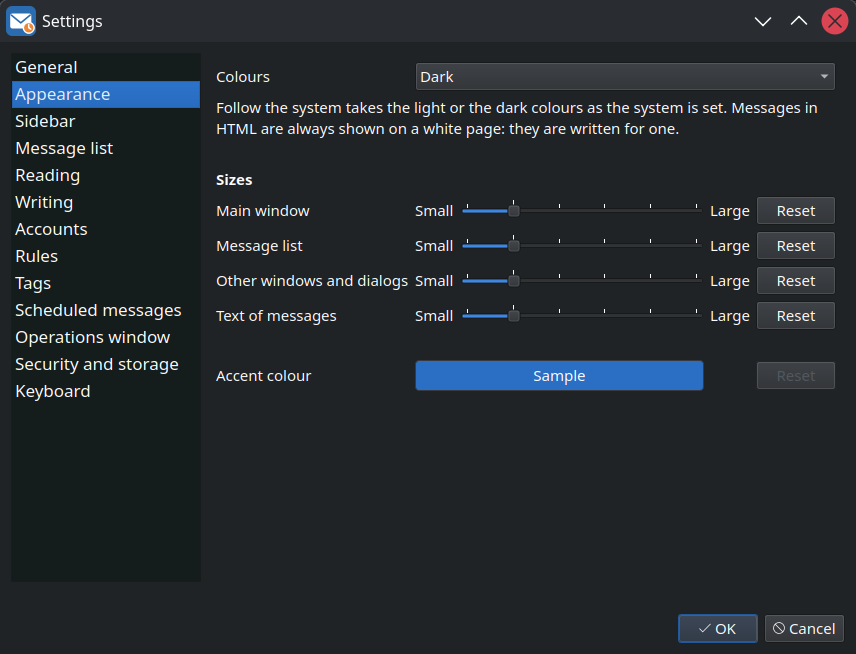 Settings
General
Appearance
Sidebar
Message list
Reading
Writing
Accounts
Rules
Tags
Scheduled messages
Operations window
Security and storage
Keyboard
Colours Dark
Follow the system takes the light or the dark colours as the system is set. Messages in
HTML are always shown on a white page: they are written for one.
Sizes
Main window Small Large Reset
Message list Small Large Reset
Other windows and dialogs Small Large Reset
Text of messages Small Large Reset
Accent colour Sample Reset
OK Cancel